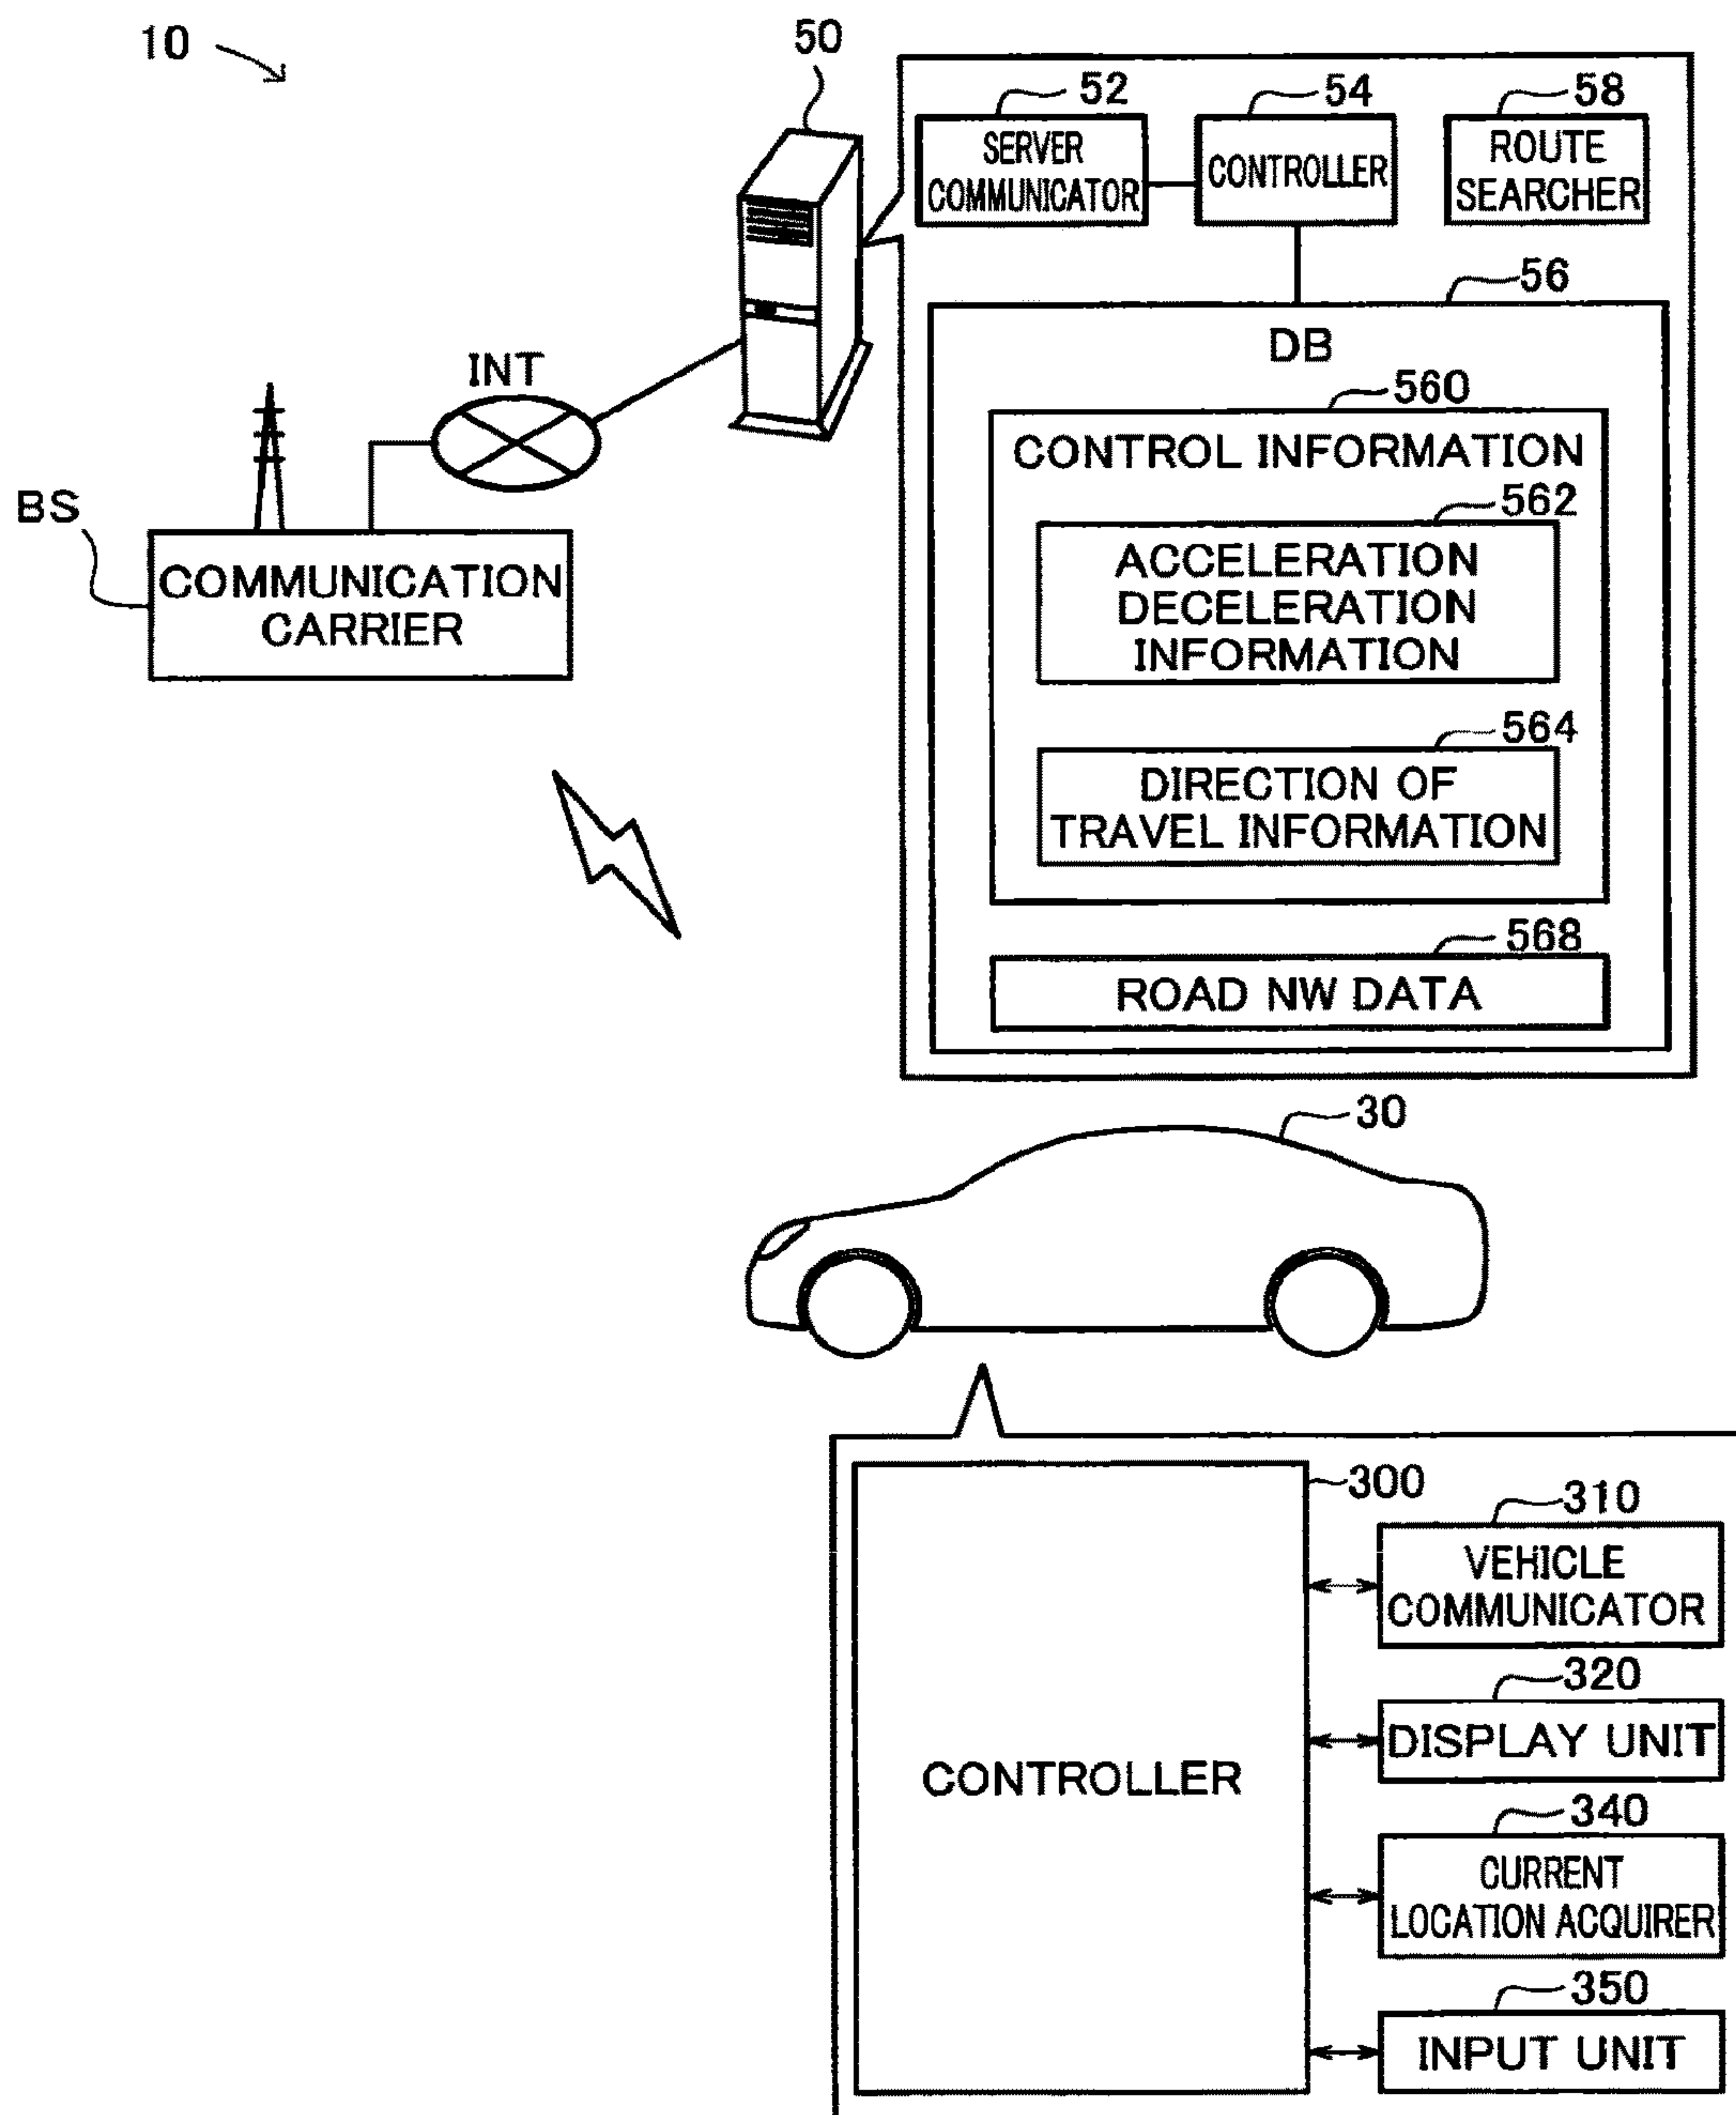 10
50
52
SERVER
COMMUNICATOR
54
CONTROLLER
58
ROUTE
SEARCHER
56
DB
560
CONTROL INFORMATION
562
ACCELERATION
DECELERATION
INFORMATION
564
DIRECTION OF
TRAVEL INFORMATION
568
ROAD NW DATA
INT
BS
COMMUNICATION
CARRIER
30
300
CONTROLLER
310
VEHICLE
COMMUNICATOR
320
DISPLAY UNIT
340
CURRENT
LOCATION ACQUIRER
350
INPUT UNIT